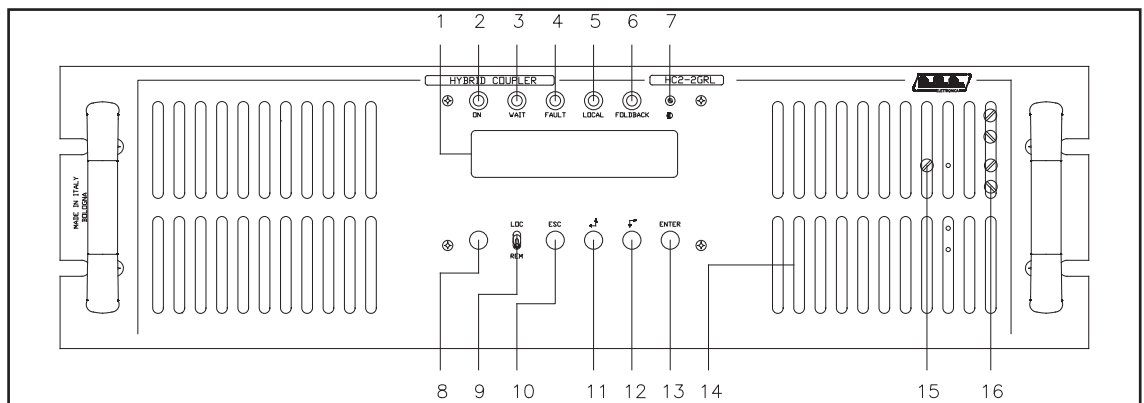 1 2 3 4 5 6 7
HYBRID COUPLER HC2-2GRL
ON WAIT FAULT LOCAL FOLDBACK
ELETTRONICA
MADE IN ITALY
BOLOGNA
LOC ESC ENTER
REM
8 9 10 11 12 13 14 15 16